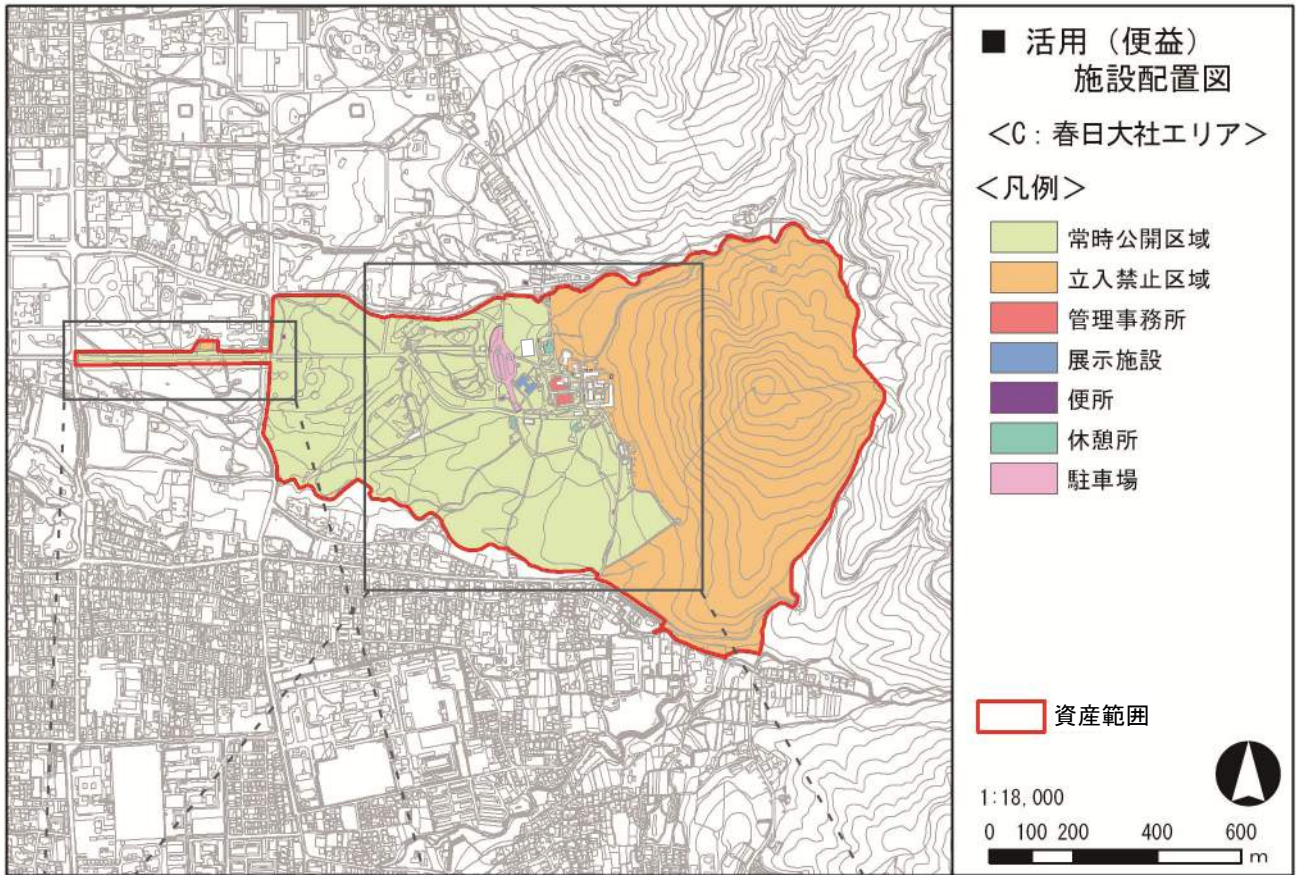 ■ 活用（便益）
施設配置図
＜C：春日大社エリア＞
＜凡例＞
常時公開区域
立入禁止区域
管理事務所
展示施設
便所
休憩所
駐車場
資産範囲
1:18,000
0 100 200 400 600
m